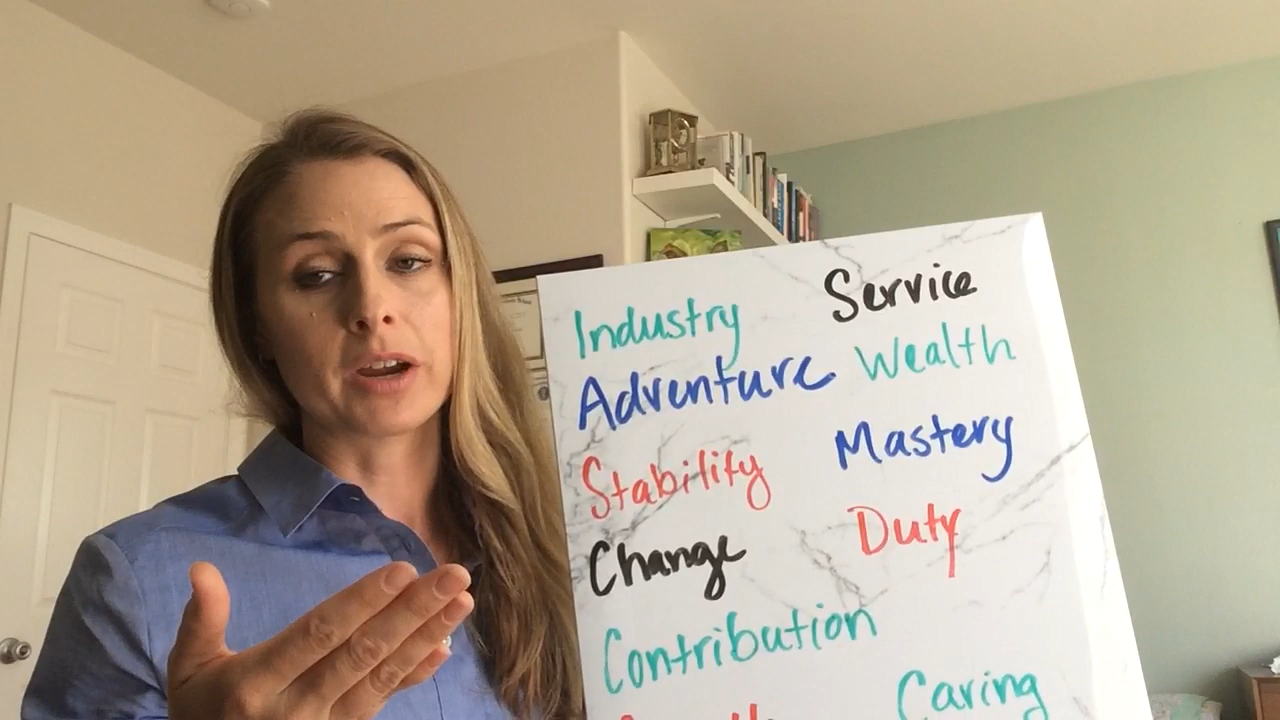 Industry
Service
Adventure
Wealth
Stability
Mastery
Change
Duty
Contribution
Caring